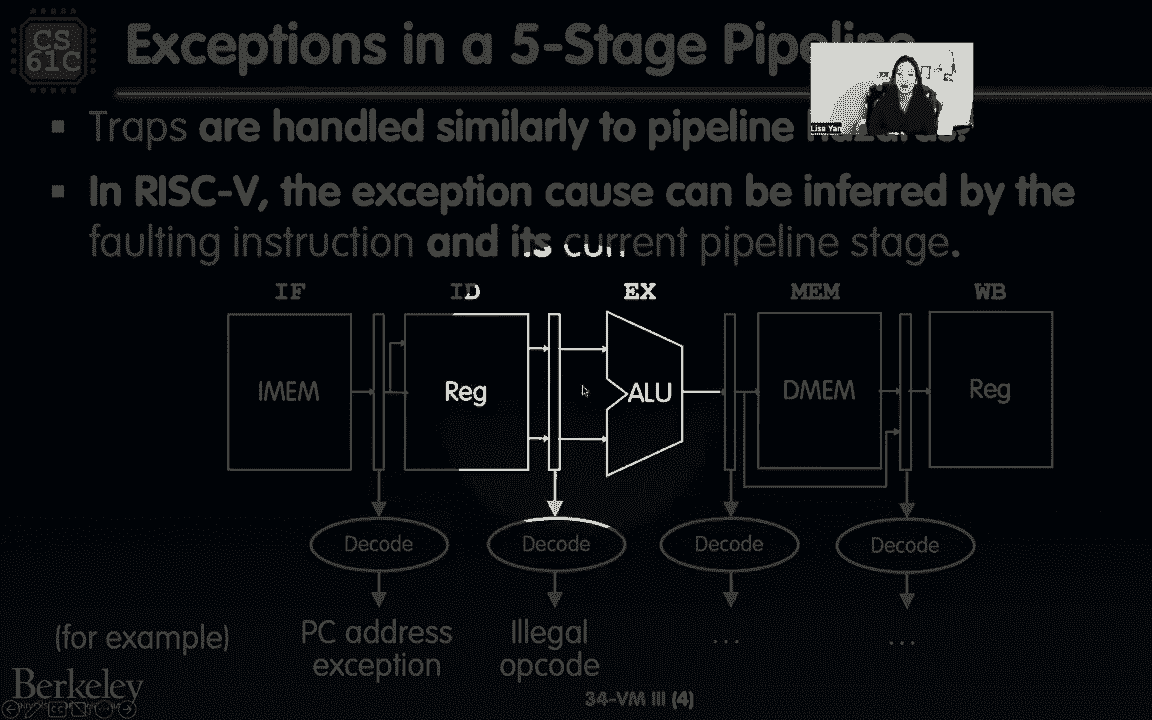 CS
61C
Exceptions in a 5-Stage Pipeline
Lisa Yan
▪ Traps are handled similarly to pipeline hazards.
▪ In RISC-V, the exception cause can be inferred by the
faulting instruction and its current pipeline stage.
IF ID EX MEM WB
IMEM Reg ALU DMEM Reg
Decode Decode Decode Decode
(for example) PC address Illegal ... ...
exception opcode
Berkeley
34-VM III (4)